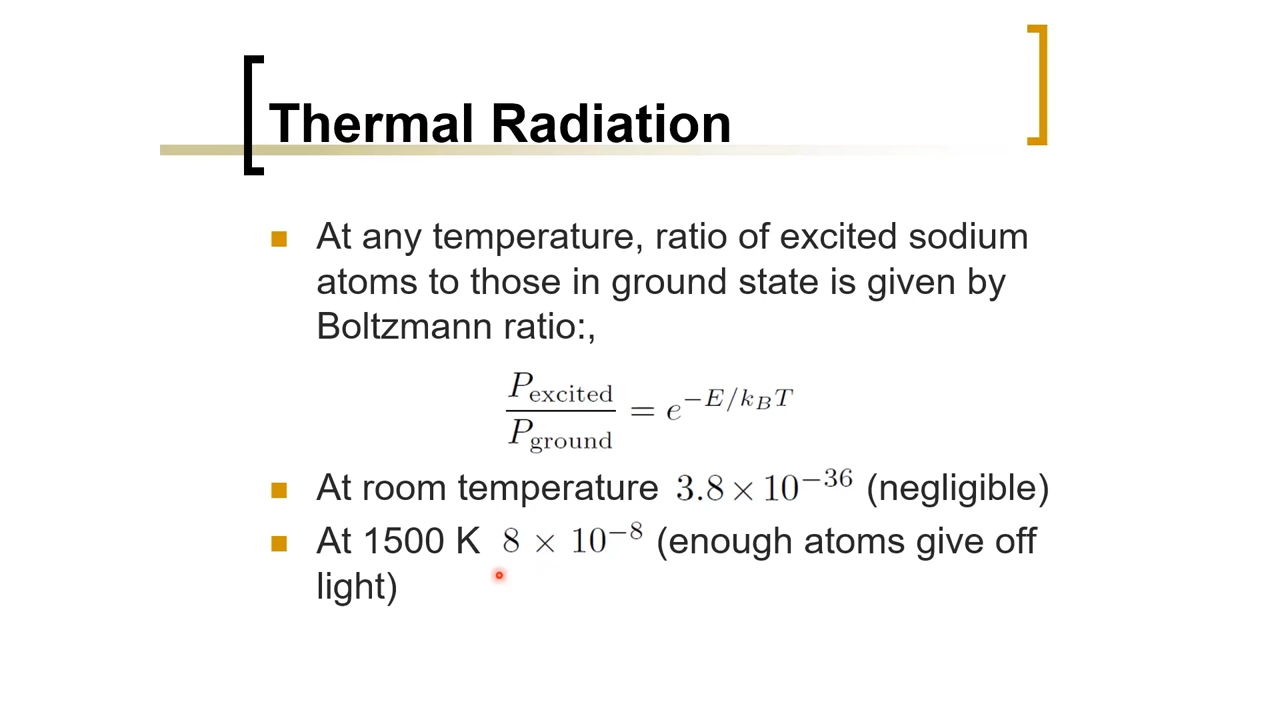 Thermal Radiation
At any temperature, ratio of excited sodium
atoms to those in ground state is given by
Boltzmann ratio:,
P_excited / P_ground = e^{-E/k_B T}
At room temperature 3.8 × 10^{-36} (negligible)
At 1500 K 8 × 10^{-8} (enough atoms give off
light)